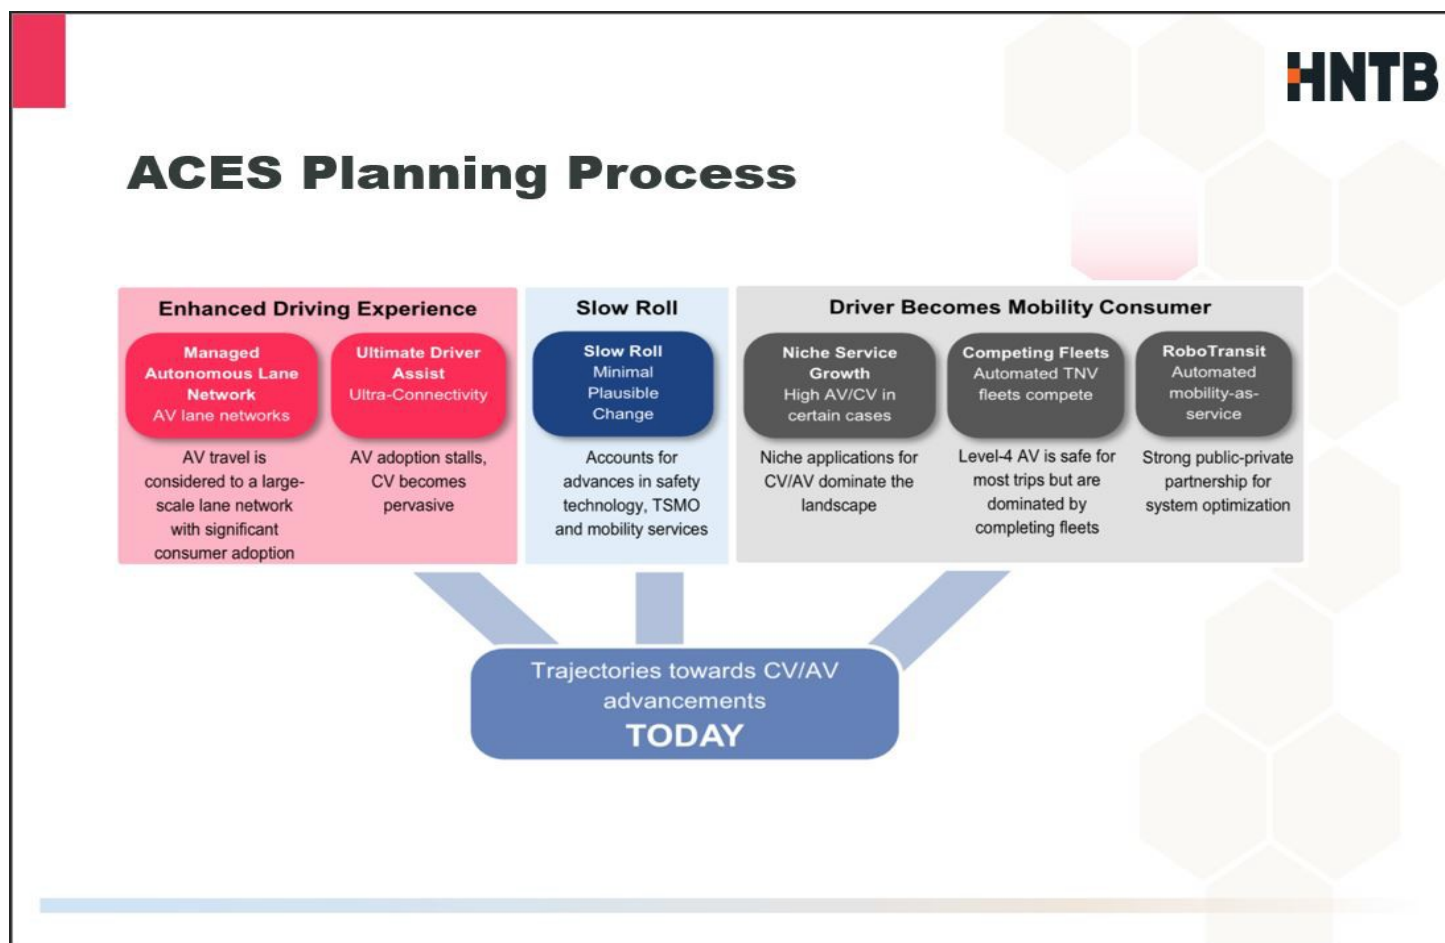 HNTB
ACES Planning Process
Enhanced Driving Experience
Managed
Autonomous Lane
Network
AV lane networks
AV travel is
considered to a large-
scale lane network
with significant
consumer adoption
Ultimate Driver
Assist
Ultra-Connectivity
AV adoption stalls,
CV becomes
pervasive
Slow Roll
Slow Roll
Minimal
Plausible
Change
Accounts for
advances in safety
technology, TSMO
and mobility services
Driver Becomes Mobility Consumer
Niche Service
Growth
High AV/CV in
certain cases
Niche applications for
CV/AV dominate the
landscape
Competing Fleets
Automated TNV
fleets compete
Level-4 AV is safe for
most trips but are
dominated by
completing fleets
RoboTransit
Automated
mobility-as-
service
Strong public-private
partnership for
system optimization
Trajectories towards CV/AV
advancements
TODAY